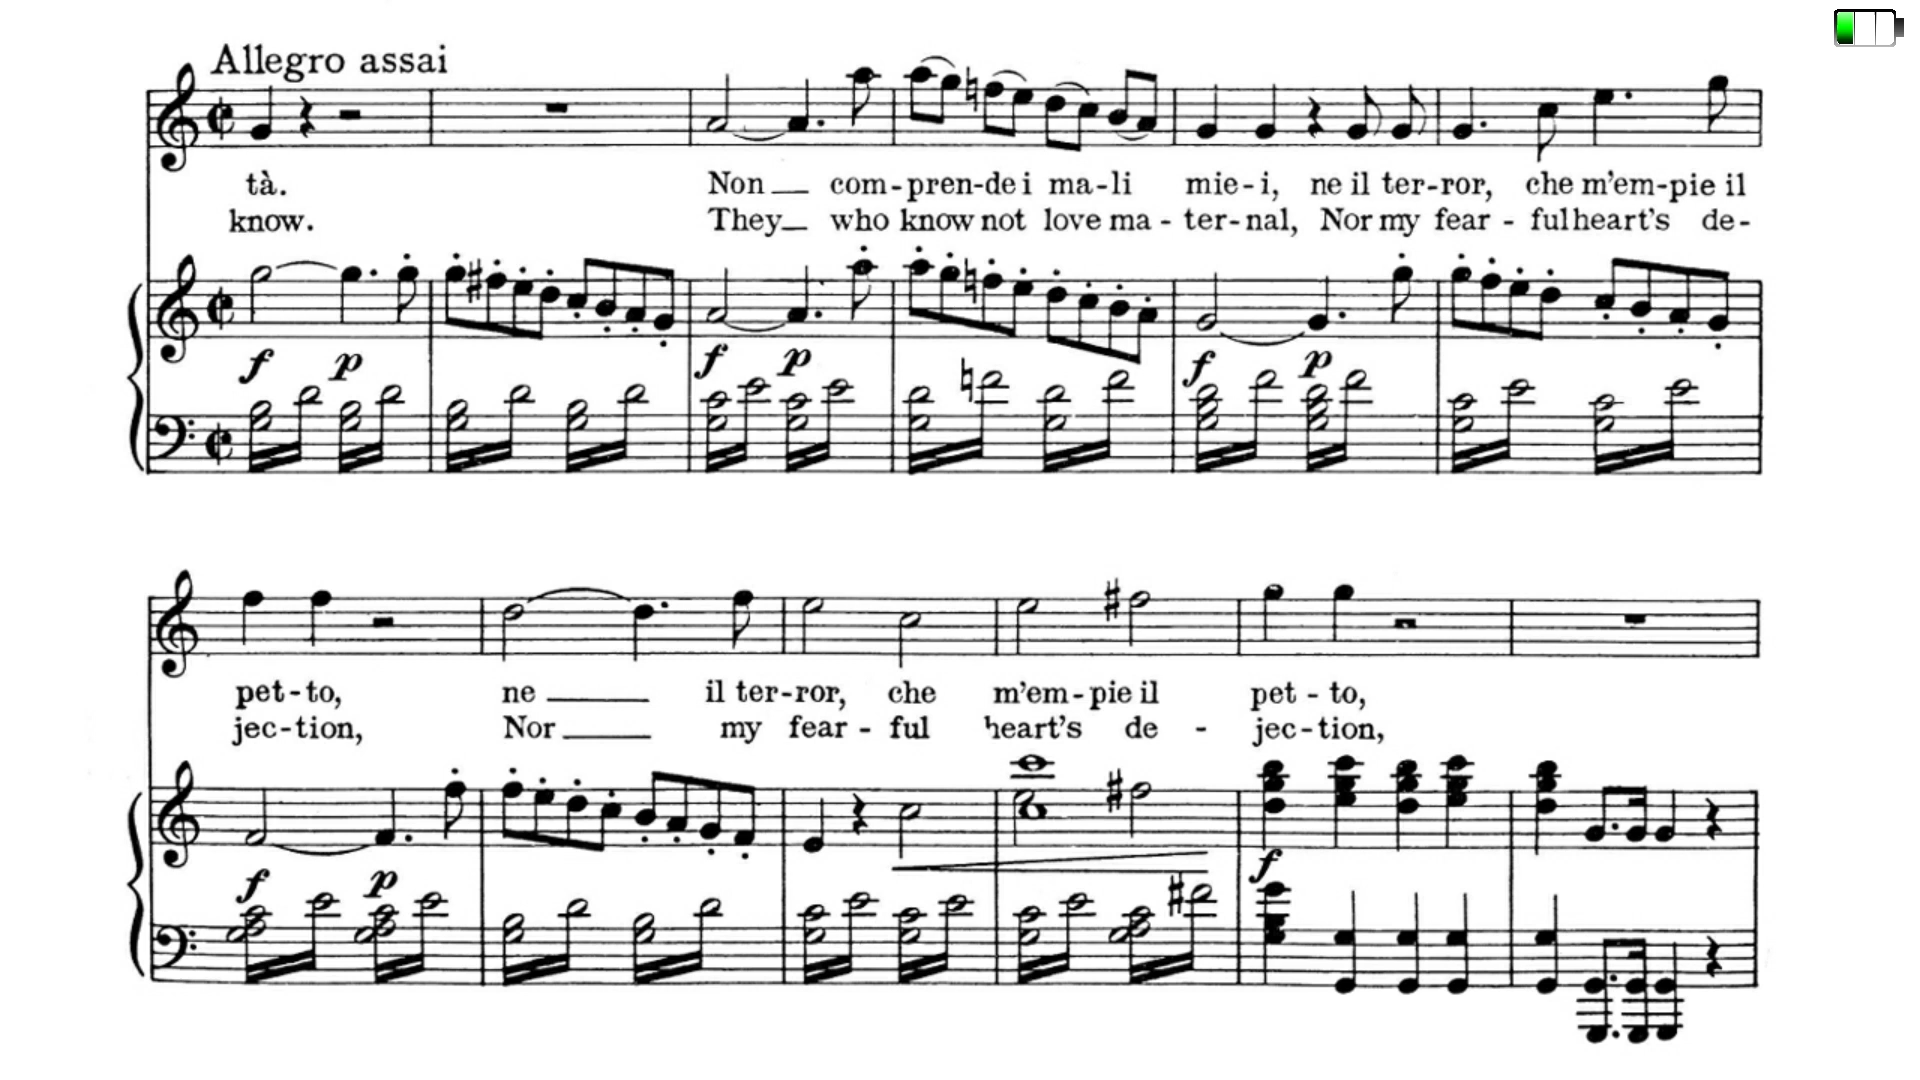 Allegro assai
tà. Non com-pren-de i ma-li mie-i, ne il ter-ror, che m'em-pie il
know. They who know not love ma-ter-nal, Nor my fear-ful heart's de-
f p f p f p
pet-to, ne il ter-ror, che m'em-pie il pet-to,
jec-tion, Nor my fear-ful heart's de-jec-tion,
f p f